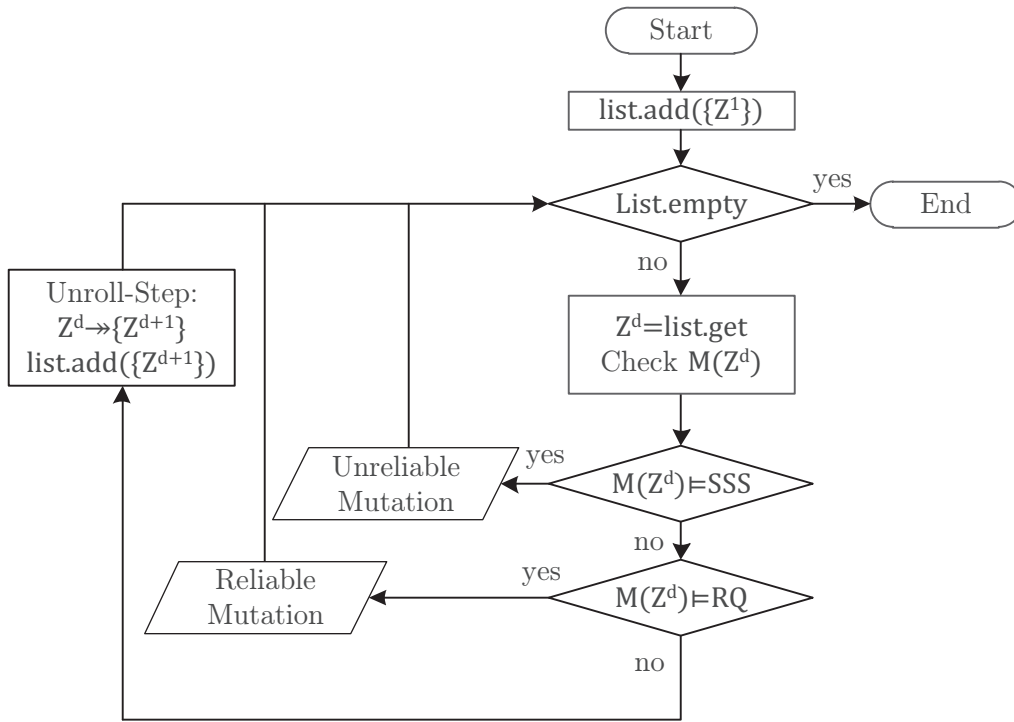 Start
list.add({Z¹})
List.empty
yes
End
no
Unroll-Step:
Zᵈ↠{Zᵈ⁺¹}
list.add({Zᵈ⁺¹})
Zᵈ=list.get
Check M(Zᵈ)
M(Zᵈ)⊨SSS
yes
Unreliable
Mutation
no
M(Zᵈ)⊨RQ
yes
Reliable
Mutation
no